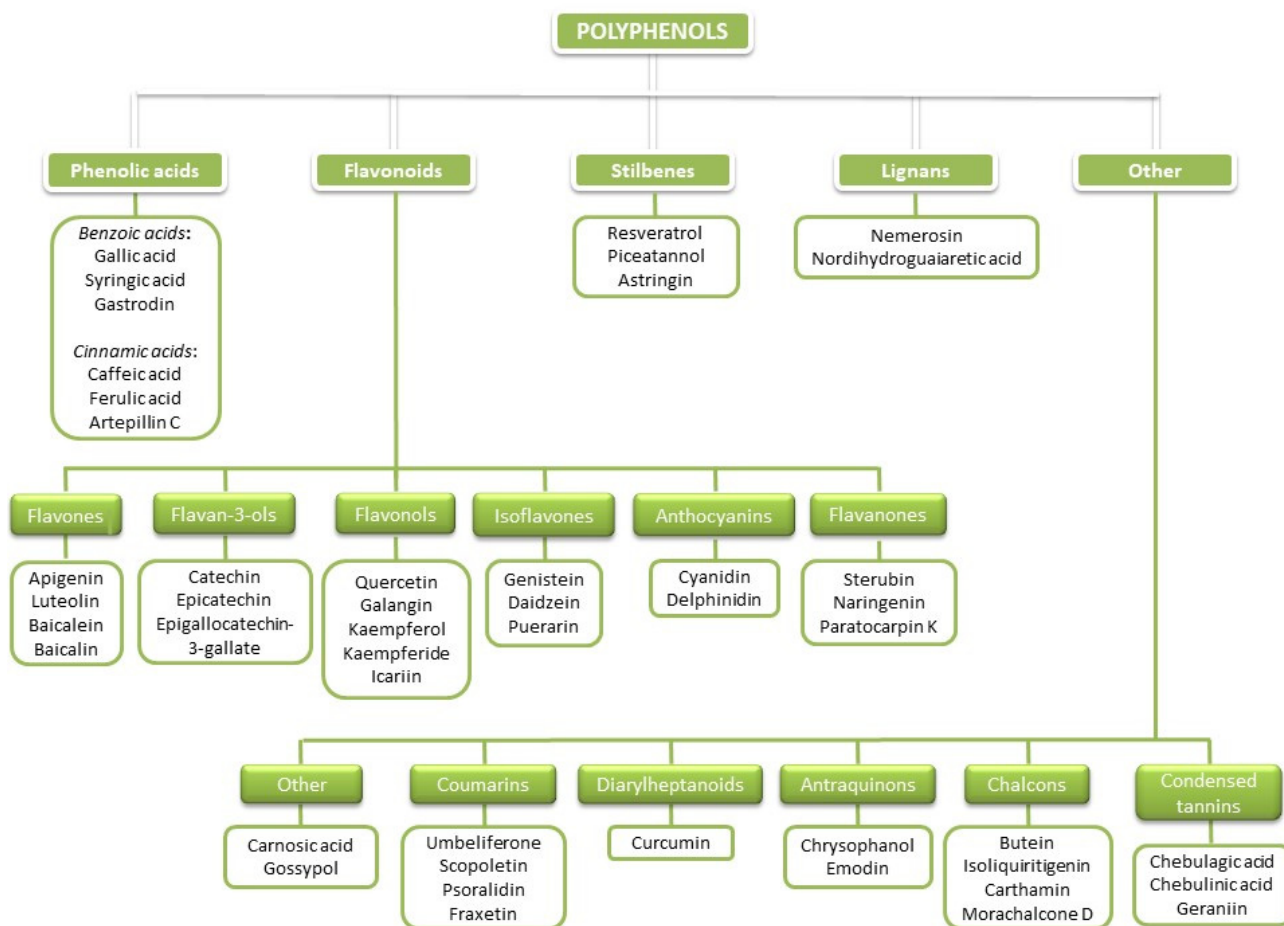 POLYPHENOLS
Phenolic acids
Flavonoids
Stilbenes
Lignans
Other
Benzoic acids:
Gallic acid
Syringic acid
Gastrodin
Cinnamic acids:
Caffeic acid
Ferulic acid
Artepillin C
Resveratrol
Piceatannol
Astringin
Nemerosin
Nordihydroguaiaretic acid
Flavones
Flavan-3-ols
Flavonols
Isoflavones
Anthocyanins
Flavanones
Apigenin
Luteolin
Baicalein
Baicalin
Catechin
Epicatechin
Epigallocatechin-
3-gallate
Quercetin
Galangin
Kaempferol
Kaempferide
Icariin
Genistein
Daidzein
Puerarin
Cyanidin
Delphinidin
Sterubin
Naringenin
Paratocarpin K
Other
Coumarins
Diarylheptanoids
Antraquinons
Chalcons
Condensed
tannins
Carnosic acid
Gossypol
Umbeliferone
Scopoletin
Psoralidin
Fraxetin
Curcumin
Chrysophanol
Emodin
Butein
Isoliquiritigenin
Carthamin
Morachalcone D
Chebulagic acid
Chebulinic acid
Geraniin